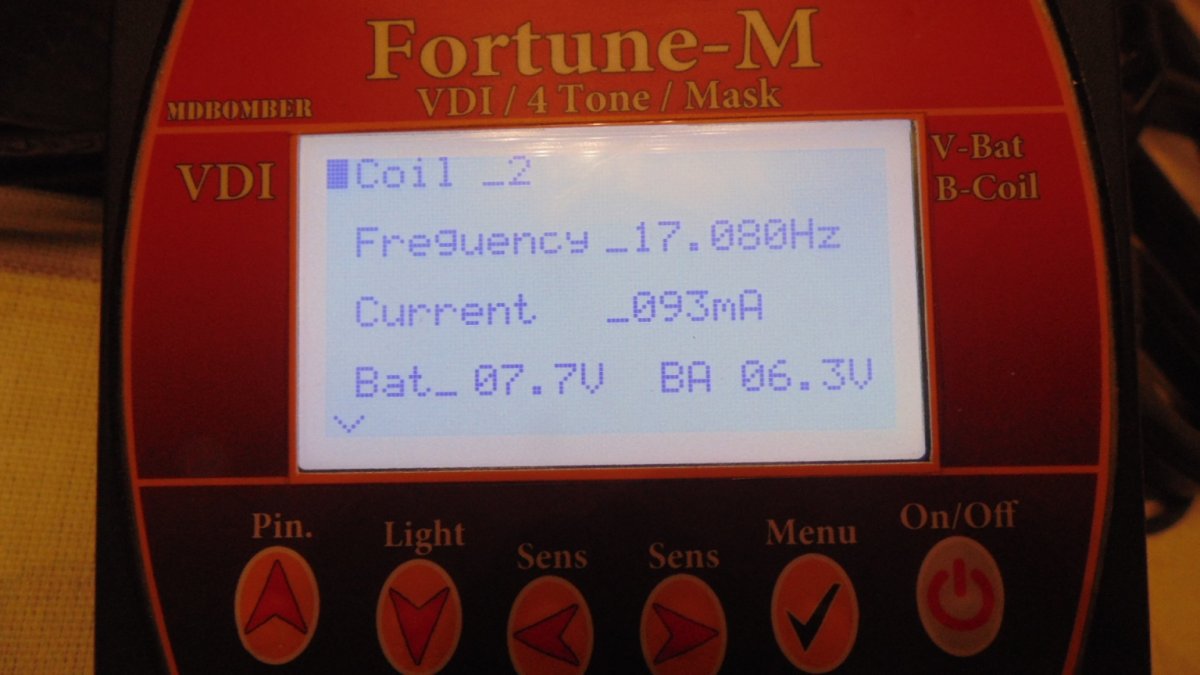 Fortune-M
MDBOMBER
VDI / 4 Tone / Mask
VDI
V-Bat
B-Coil
Coil _2
Freguency _17.080Hz
Current _093mA
Bat_ 07.7V BA 06.3V
Pin. Light Sens Sens Menu On/Off